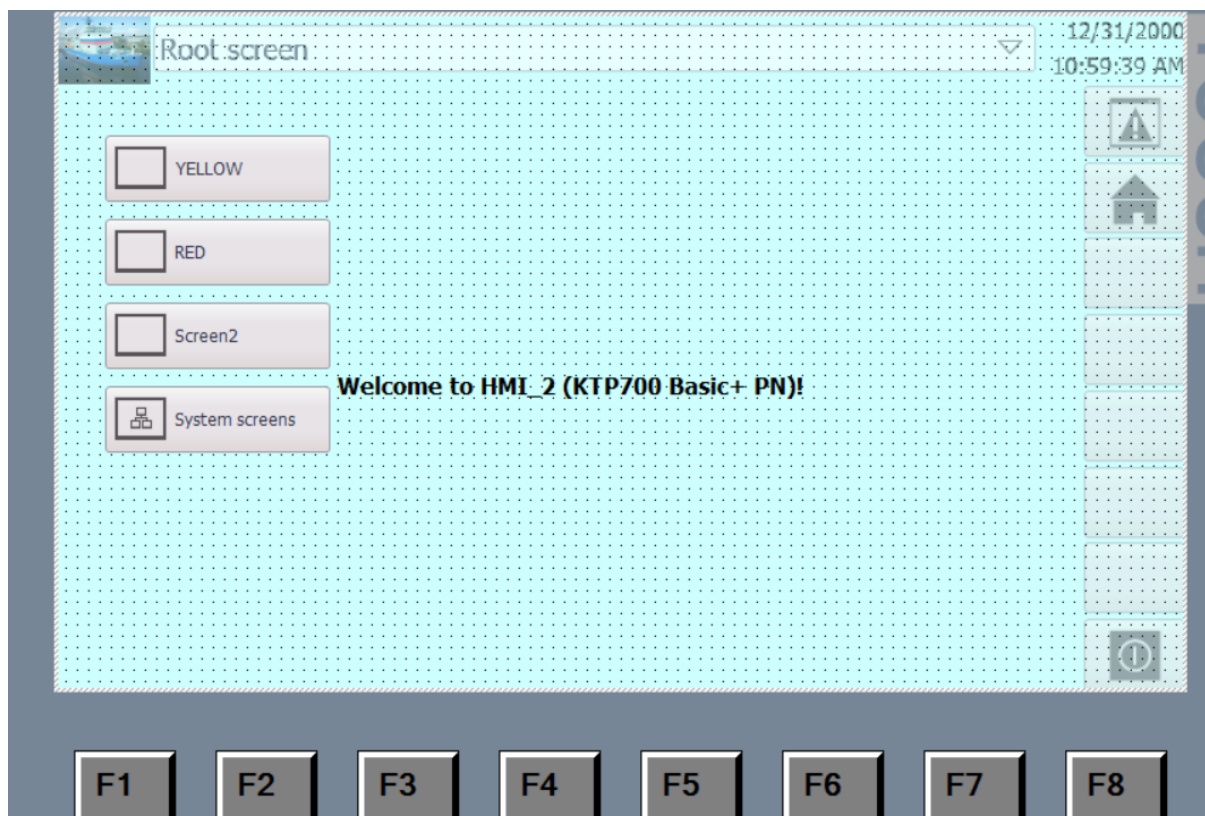 Root screen
12/31/2000
10:59:39 AM
YELLOW
RED
Screen2
Welcome to HMI_2 (KTP700 Basic+ PN)!
System screens
F1 F2 F3 F4 F5 F6 F7 F8